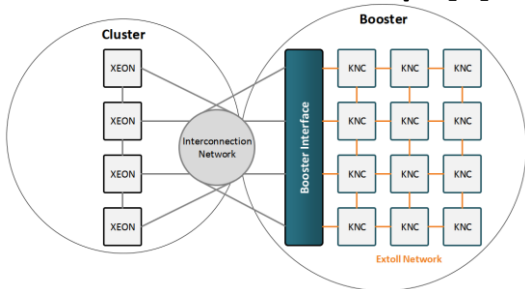 Cluster
Booster
XEON
XEON
XEON
XEON
Interconnection
Network
Booster Interface
KNC KNC KNC
KNC KNC KNC
KNC KNC KNC
KNC KNC KNC
Extoll Network